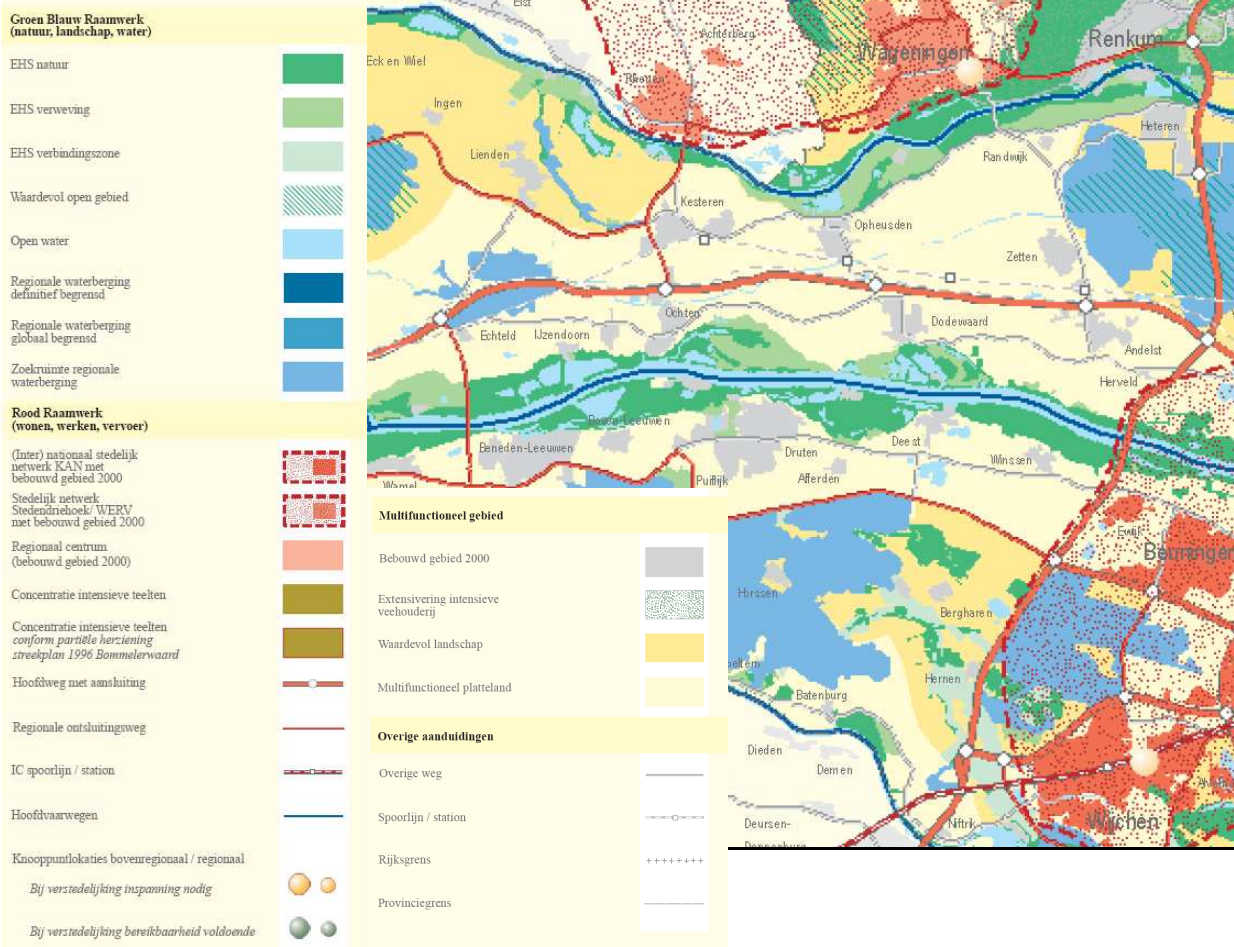 Groen Blauw Raamwerk
(natuur, landschap, water)
EHS natuur
EHS verweving
EHS verbindingszone
Waardevol open gebied
Open water
Regionale waterberging
definitief begrensd
Regionale waterberging
globaal begrensd
Zoekruimte regionale
waterberging
Rood Raamwerk
(wonen, werken, vervoer)
(Inter) nationaal stedelijk
netwerk KAN met
bebouwd gebied 2000
Stedelijk netwerk
Stedendriehoek/ WERV
met bebouwd gebied 2000
Regionaal centrum
(bebouwd gebied 2000)
Concentratie intensieve teelten
Concentratie intensieve teelten
conform partiële herziening
streekplan 1996 Bommelerwaard
Hoofdweg met aansluiting
Regionale ontsluitingsweg
IC spoorlijn / station
Hoofdvaarwegen
Knooppuntlokaties bovenregionaal / regionaal
Bij verstedelijking inspanning nodig
Bij verstedelijking bereikbaarheid voldoende
Multifunctioneel gebied
Bebouwd gebied 2000
Extensivering intensieve
veehouderij
Waardevol landschap
Multifunctioneel platteland
Overige aanduidingen
Overige weg
Spoorlijn / station
Rijksgrens
Provinciegrens
Elst
Achterberg
Wageningen
Renkum
Eck en Wiel
Rhenen
Ingen
Heteren
Lienden
Randwijk
Kesteren
Opheusden
Zetten
Ochten
Echteld
IJzendoorn
Dodewaard
Andelst
Herveld
Boven-Leeuwen
Beneden-Leeuwen
Deest
Druten
Winssen
Wamel
Puiflijk
Afferden
Ewijk
Beuningen
Horssen
Bergharen
Hernen
Batenburg
Dieden
Demen
Deursen-
Dennenburg
Niftrik
Wijchen